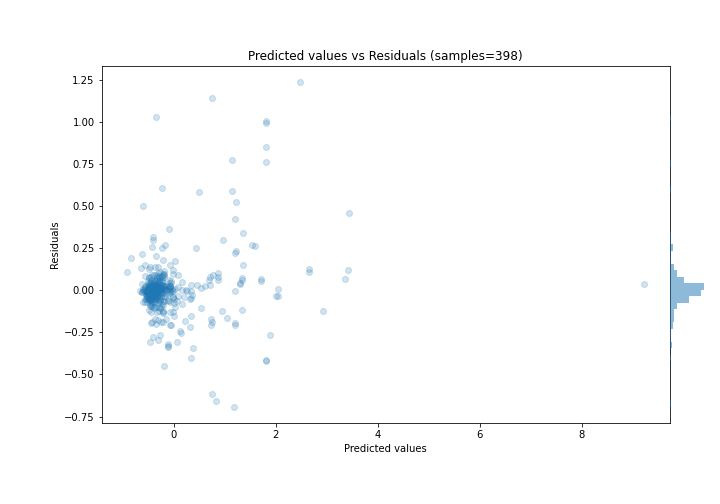 Predicted values vs Residuals (samples=398)
1.25
1.00
0.75
0.50
0.25
0.00
−0.25
−0.50
−0.75
Residuals
0 2 4 6 8
Predicted values